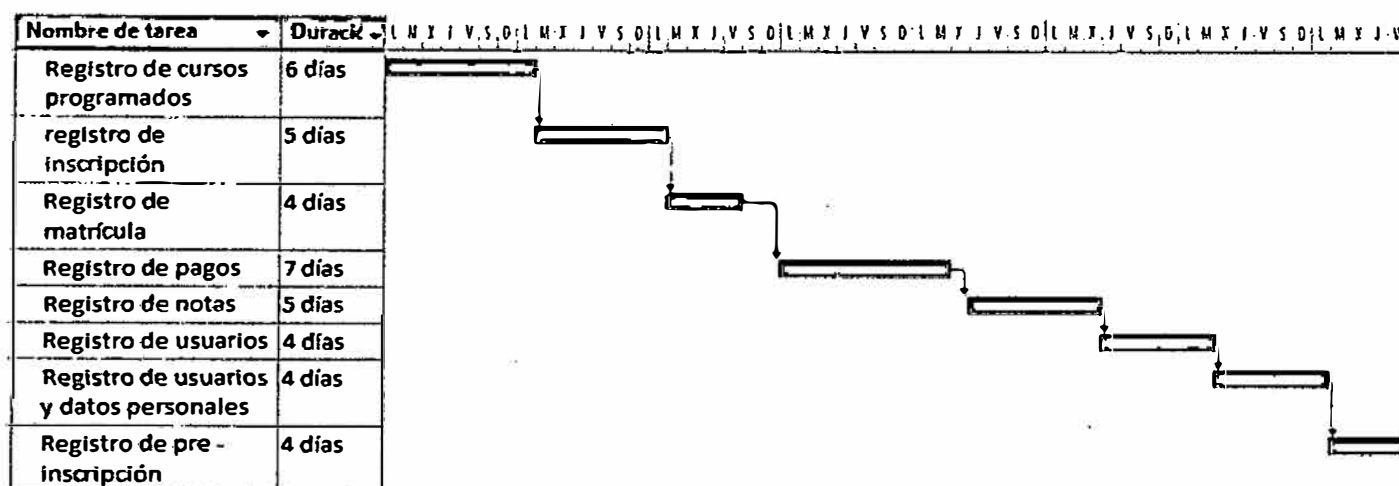 Nombre de tarea Duracić L M X J V S D L M X J V S D L M X J V S D L M X J V S D L M X J V S D L M X J V S D L M X J V S D L M X J V
Registro de cursos 6 días
programados
registro de 5 días
inscripción
Registro de 4 días
matrícula
Registro de pagos 7 días
Registro de notas 5 días
Registro de usuarios 4 días
Registro de usuarios 4 días
y datos personales
Registro de pre - 4 días
inscripción